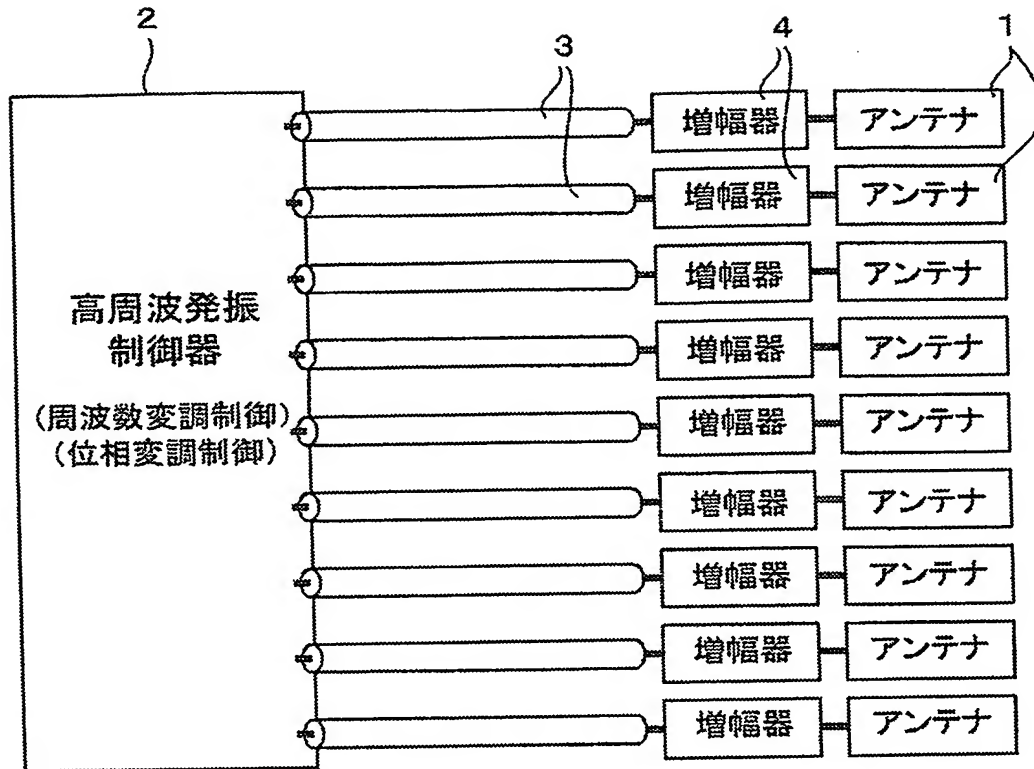 2
3
4
1
増幅器 アンテナ
増幅器 アンテナ
増幅器 アンテナ
増幅器 アンテナ
増幅器 アンテナ
増幅器 アンテナ
増幅器 アンテナ
増幅器 アンテナ
増幅器 アンテナ
高周波発振
制御器
(周波数変調制御)
(位相変調制御)